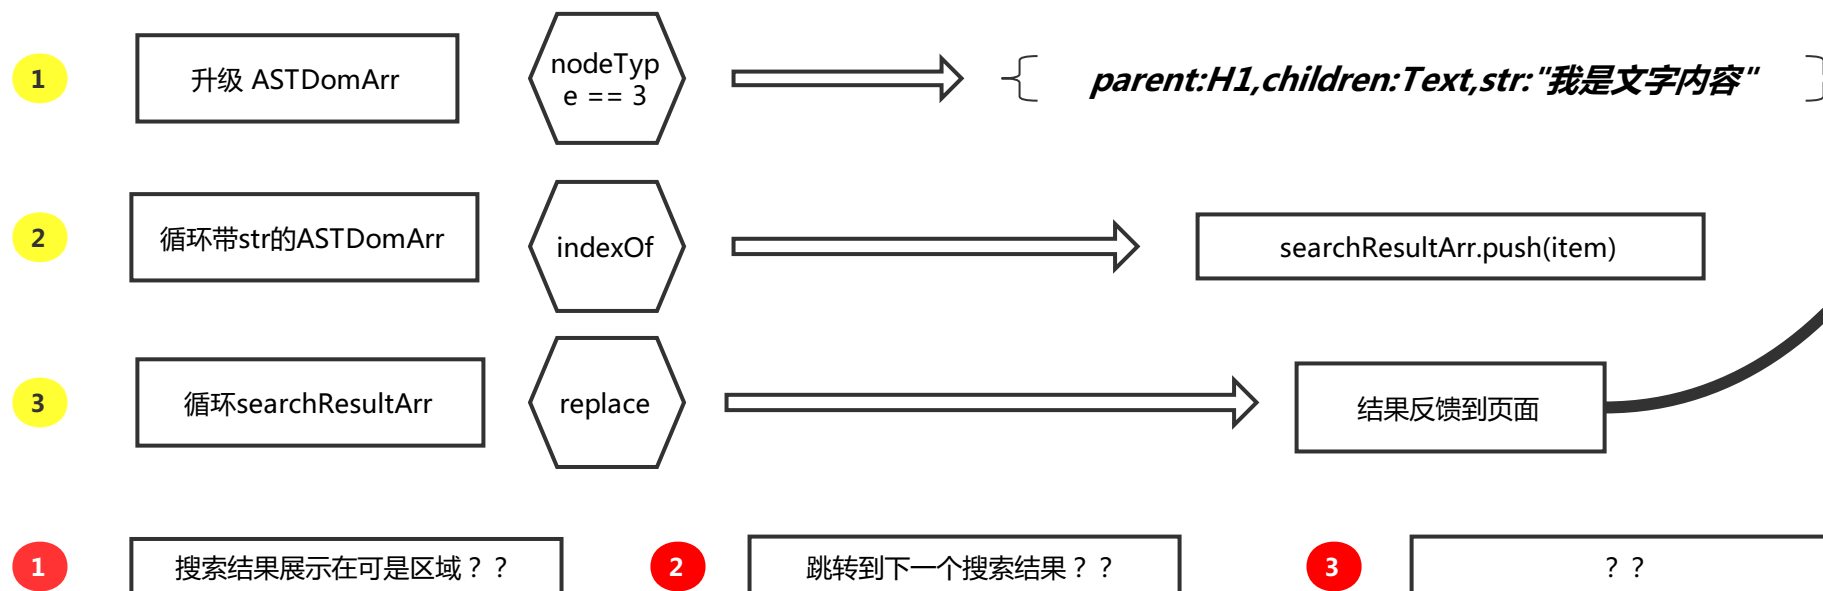 1
升级 ASTDomArr
nodeTyp
e == 3
parent:H1,children:Text,str:"我是文字内容"
2
循环带str的ASTDomArr
indexOf
searchResultArr.push(item)
3
循环searchResultArr
replace
结果反馈到页面
1
搜索结果展示在可是区域？？
2
跳转到下一个搜索结果？？
3
？？